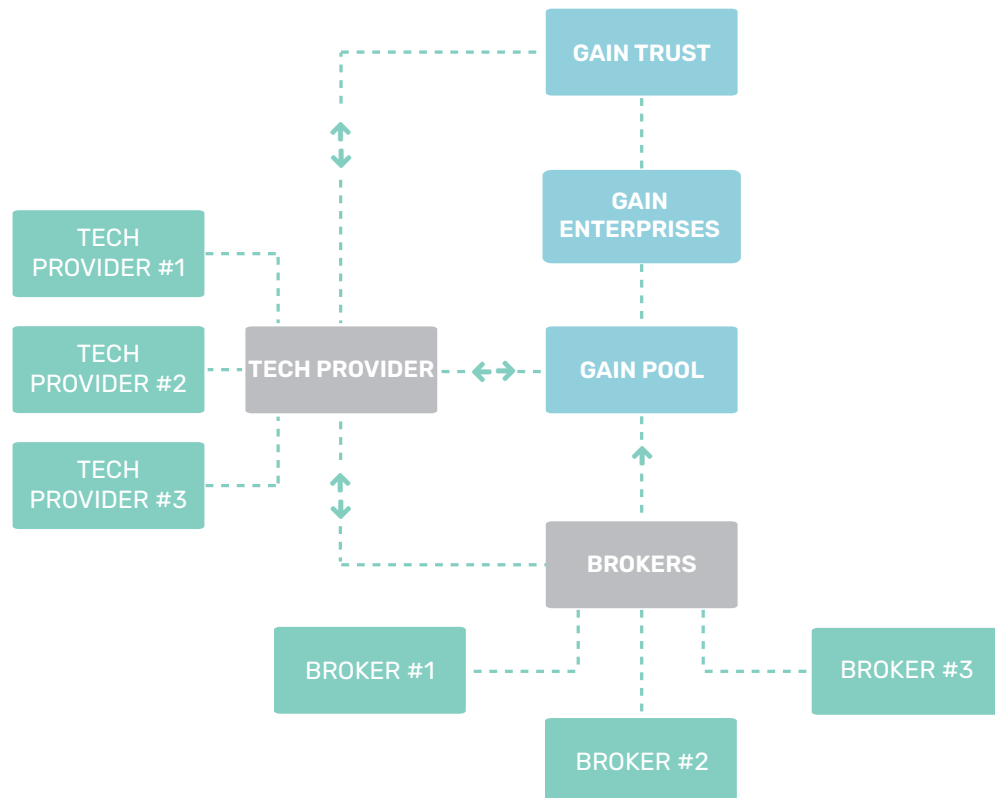 GAIN TRUST
GAIN
ENTERPRISES
TECH
PROVIDER #1
TECH
PROVIDER #2
TECH PROVIDER
GAIN POOL
TECH
PROVIDER #3
BROKERS
BROKER #1
BROKER #3
BROKER #2